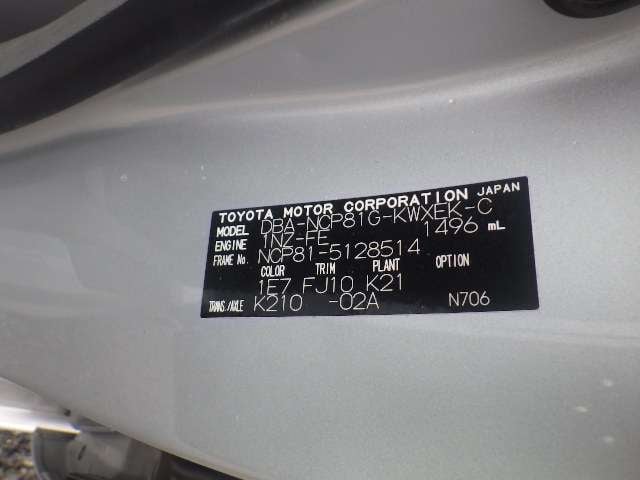 TOYOTA MOTOR CORPORATION JAPAN
MODEL DBA-NCP81G-KWXEK-C
ENGINE 1NZ-FE 1496 mL
FRAME No. NCP81-5128514
COLOR TRIM PLANT OPTION
1E7 FJ10 K21
TRANS./AXLE K210 -02A N706